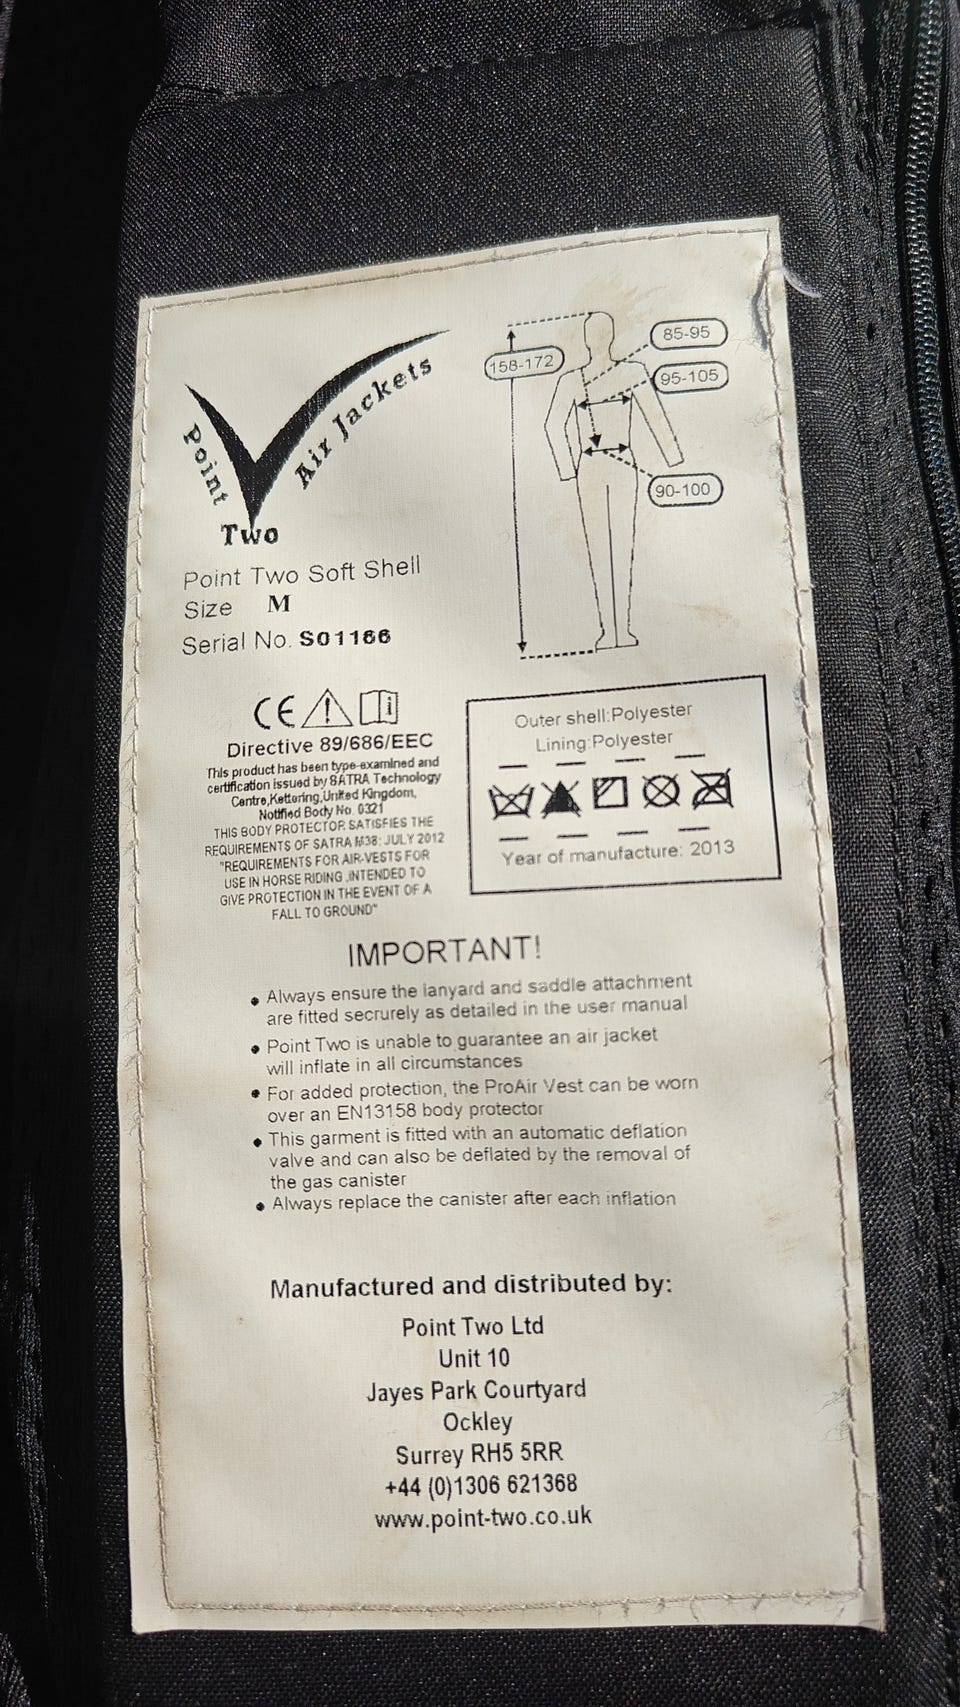 Point Two Air Jackets
Point Two Soft Shell
Size M
Serial No. S01166
158-172
85-95
95-105
90-100
CE
Directive 89/686/EEC
This product has been type-examined and
certification issued by SATRA Technology
Centre,Kettering,United Kingdom,
Notified Body No. 0321
THIS BODY PROTECTOR SATISFIES THE
REQUIREMENTS OF SATRA M38: JULY 2012
"REQUIREMENTS FOR AIR-VESTS FOR
USE IN HORSE RIDING ,INTENDED TO
GIVE PROTECTION IN THE EVENT OF A
FALL TO GROUND"
Outer shell:Polyester
Lining:Polyester
Year of manufacture: 2013
IMPORTANT!
• Always ensure the lanyard and saddle attachment
are fitted secrurely as detailed in the user manual
• Point Two is unable to guarantee an air jacket
will inflate in all circumstances
• For added protection, the ProAir Vest can be worn
over an EN13158 body protector
• This garment is fitted with an automatic deflation
valve and can also be deflated by the removal of
the gas canister
• Always replace the canister after each inflation
Manufactured and distributed by:
Point Two Ltd
Unit 10
Jayes Park Courtyard
Ockley
Surrey RH5 5RR
+44 (0)1306 621368
www.point-two.co.uk